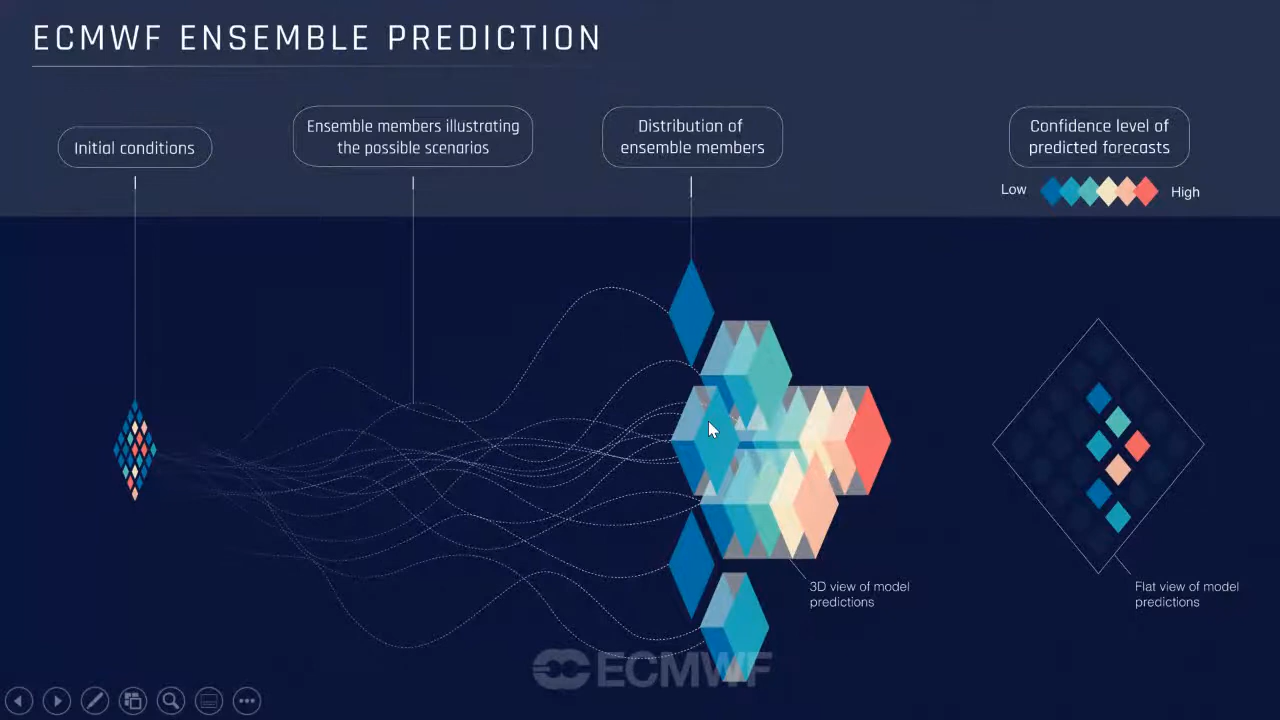 ECMWF ENSEMBLE PREDICTION
Initial conditions
Ensemble members illustrating
the possible scenarios
Distribution of
ensemble members
Confidence level of
predicted forecasts
Low
High
3D view of model
predictions
Flat view of model
predictions
ECMWF